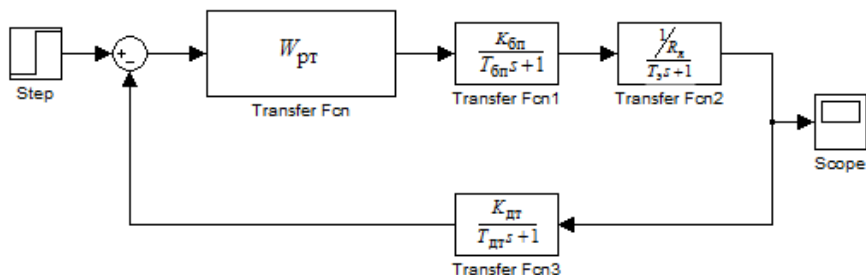 Step
+
−
W_рт
Transfer Fcn
K_бп
T_бп s+1
Transfer Fcn1
1/R_я
T_э s+1
Transfer Fcn2
Scope
K_дт
T_дт s+1
Transfer Fcn3